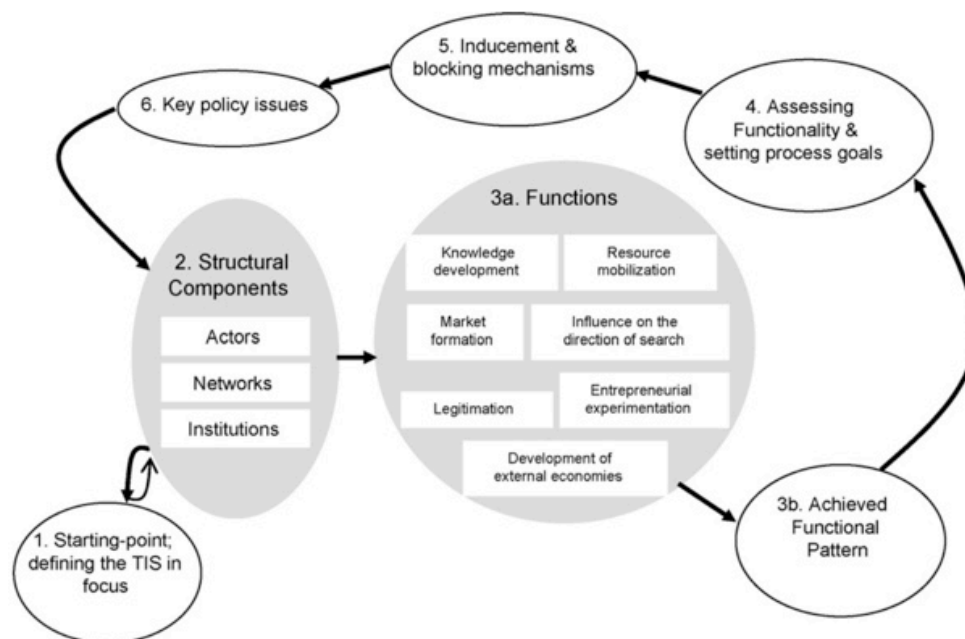 1. Starting-point;
defining the TIS in
focus
2. Structural
Components
Actors
Networks
Institutions
3a. Functions
Knowledge
development
Resource
mobilization
Market
formation
Influence on the
direction of search
Legitimation
Entrepreneurial
experimentation
Development of
external economies
3b. Achieved
Functional
Pattern
4. Assessing
Functionality &
setting process goals
5. Inducement &
blocking mechanisms
6. Key policy issues